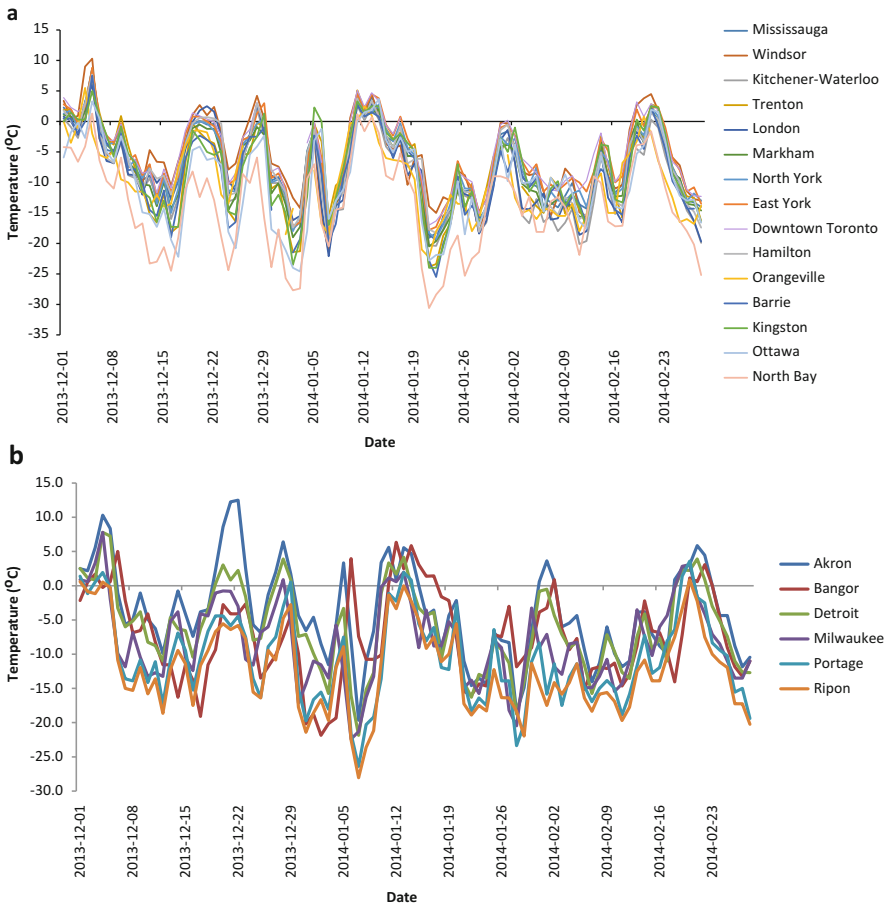 a
15
10
5
0
-5
-10
-15
-20
-25
-30
-35
Temperature (⁰C)
2013-12-01
2013-12-08
2013-12-15
2013-12-22
2013-12-29
2014-01-05
2014-01-12
2014-01-19
2014-01-26
2014-02-02
2014-02-09
2014-02-16
2014-02-23
Date
Mississauga
Windsor
Kitchener-Waterloo
Trenton
London
Markham
North York
East York
Downtown Toronto
Hamilton
Orangeville
Barrie
Kingston
Ottawa
North Bay
b
15.0
10.0
5.0
0.0
-5.0
-10.0
-15.0
-20.0
-25.0
-30.0
Temperature (⁰C)
2013-12-01
2013-12-08
2013-12-15
2013-12-22
2013-12-29
2014-01-05
2014-01-12
2014-01-19
2014-01-26
2014-02-02
2014-02-09
2014-02-16
2014-02-23
Date
Akron
Bangor
Detroit
Milwaukee
Portage
Ripon